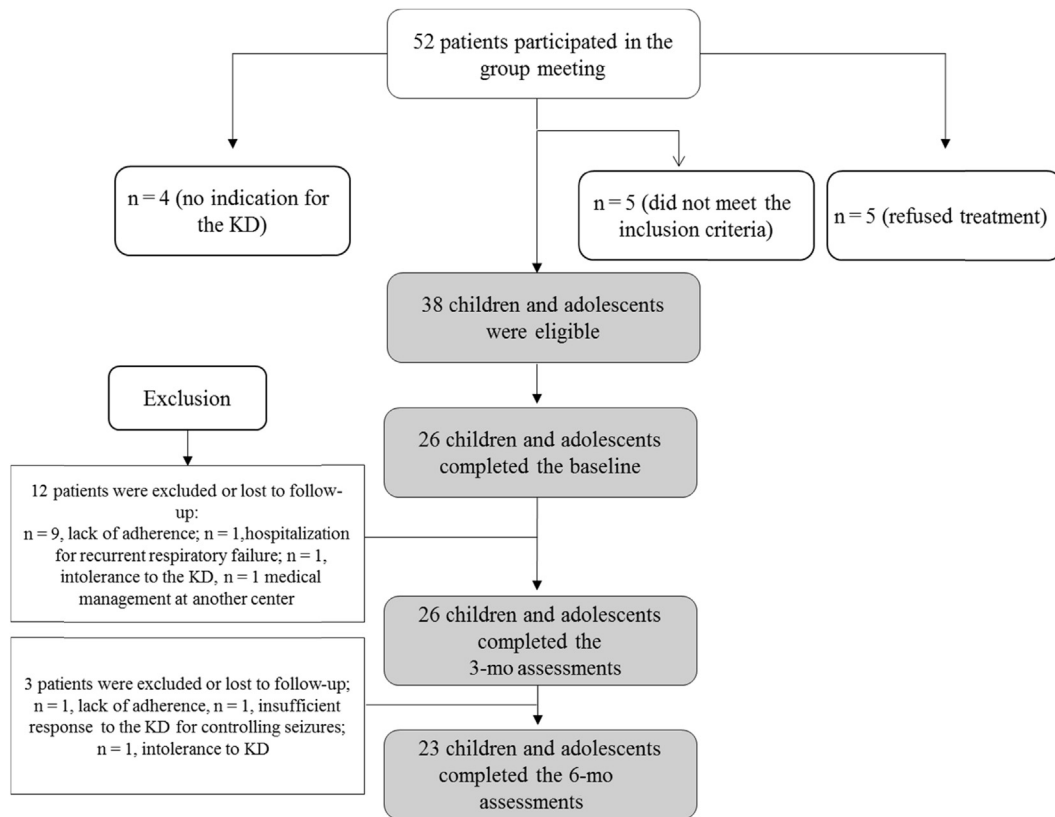 52 patients participated in the
group meeting
n = 4 (no indication for
the KD)
n = 5 (did not meet the
inclusion criteria)
n = 5 (refused treatment)
38 children and adolescents
were eligible
Exclusion
26 children and adolescents
completed the baseline
12 patients were excluded or lost to follow-
up:
n = 9, lack of adherence; n = 1,hospitalization
for recurrent respiratory failure; n = 1,
intolerance to the KD, n = 1 medical
management at another center
26 children and adolescents
completed the
3-mo assessments
3 patients were excluded or lost to follow-up;
n = 1, lack of adherence, n = 1, insufficient
response to the KD for controlling seizures;
n = 1, intolerance to KD
23 children and adolescents
completed the 6-mo
assessments